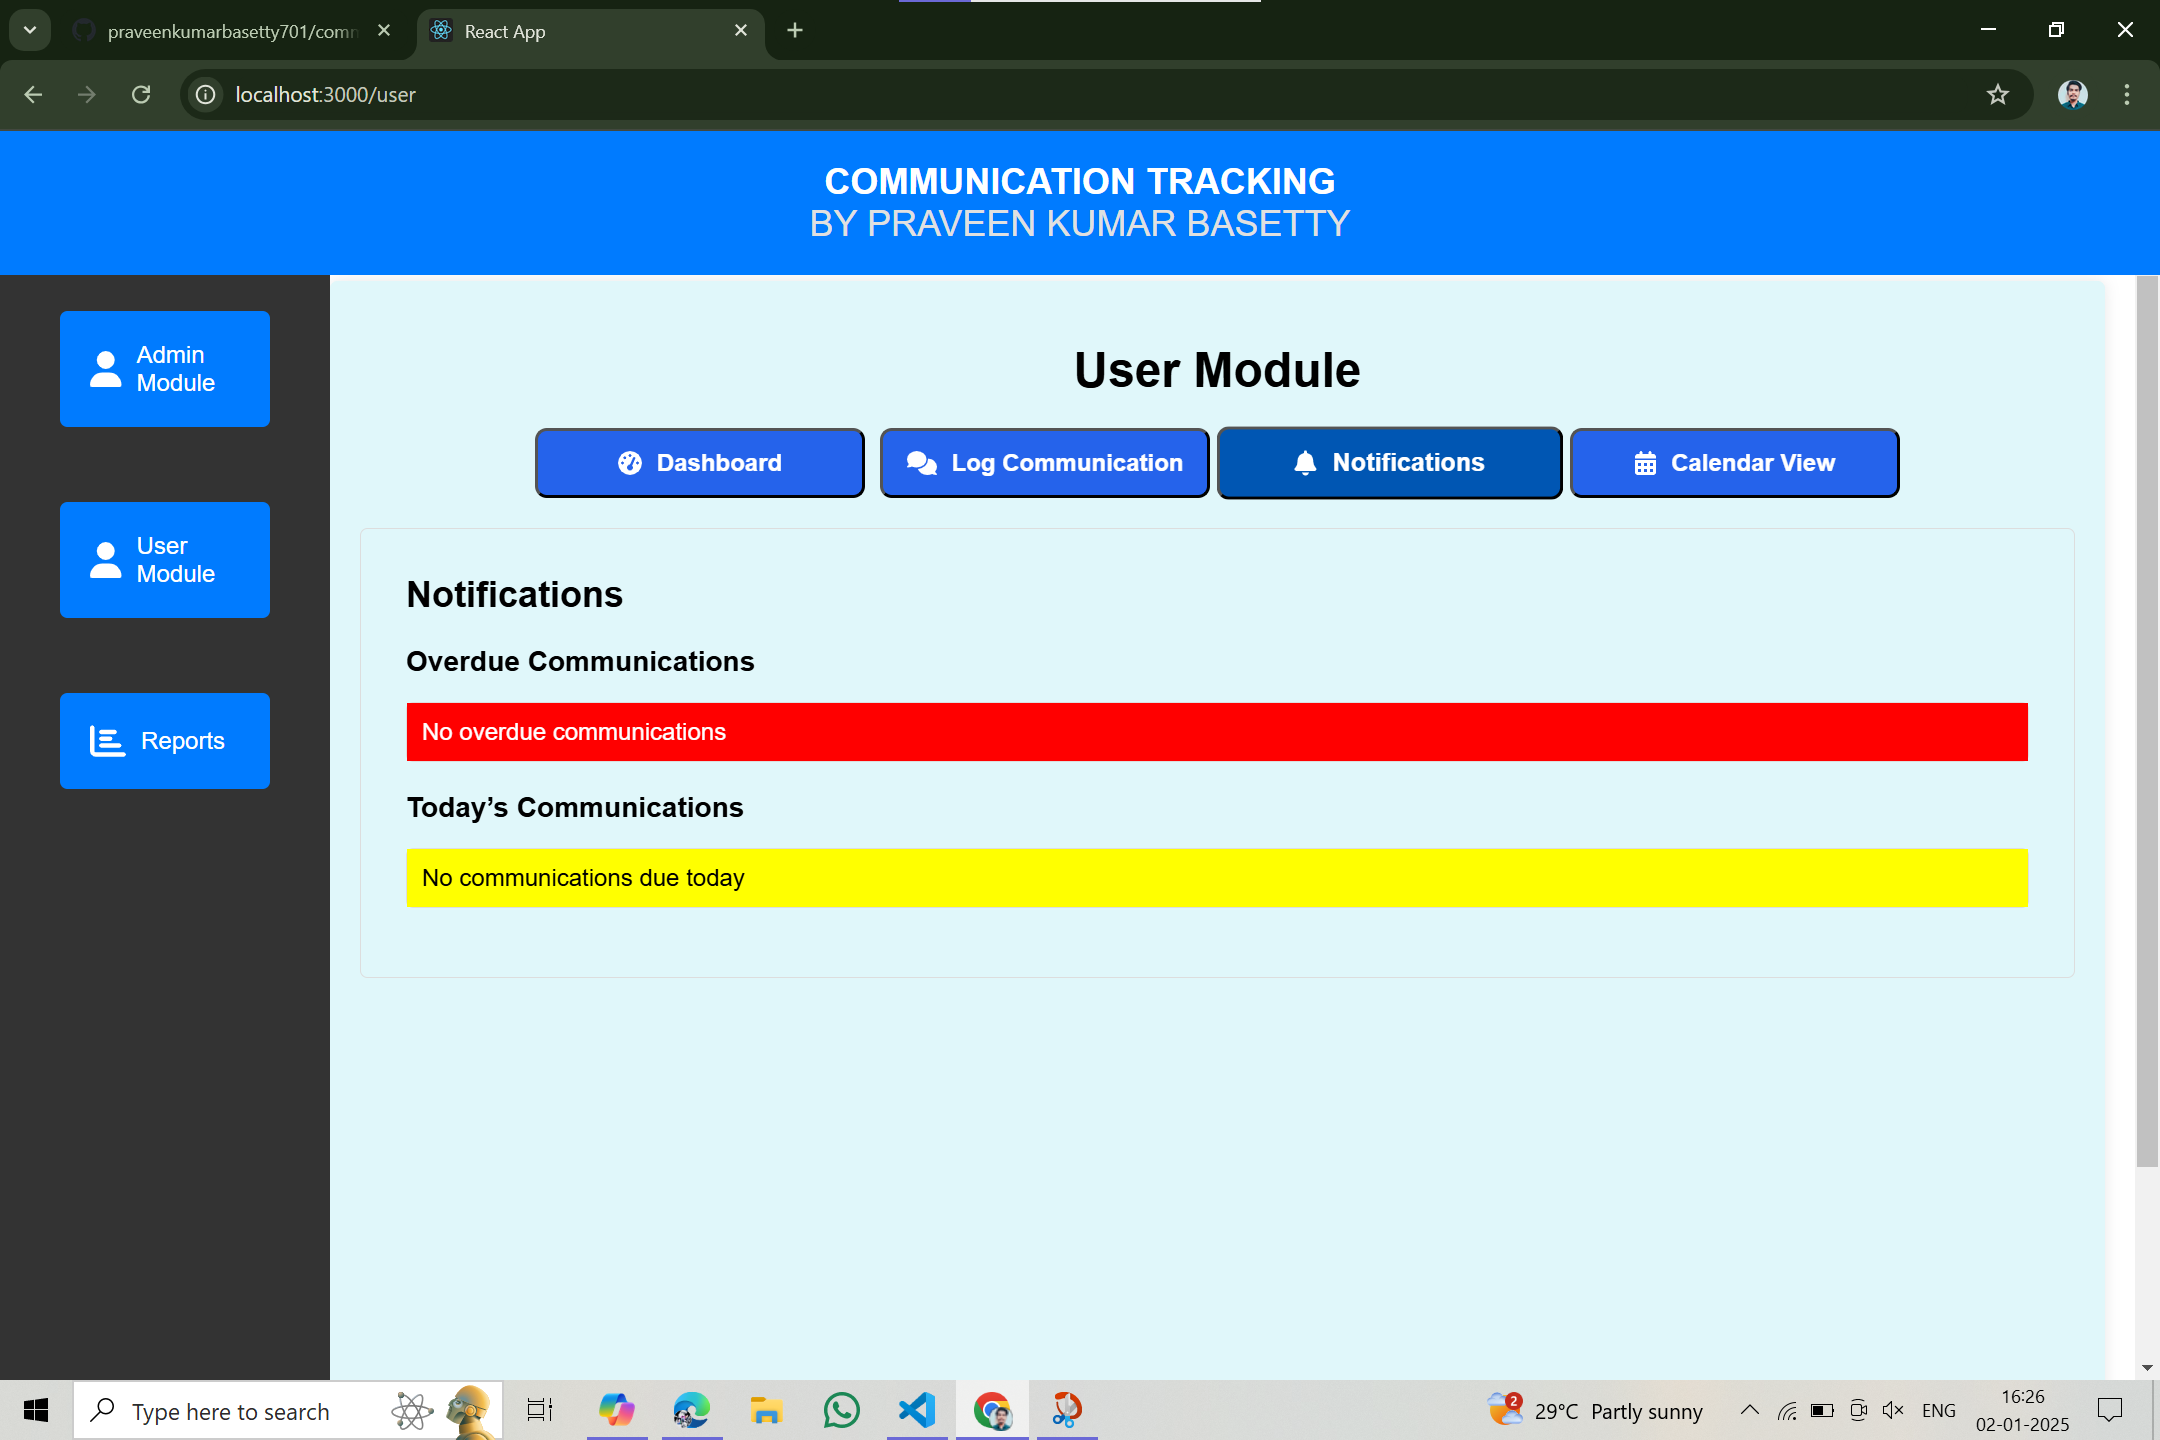 praveenkumarbasetty701/comm
React App
localhost:3000/user
COMMUNICATION TRACKING
BY PRAVEEN KUMAR BASETTY
Admin
Module
User
Module
Reports
User Module
Dashboard
Log Communication
Notifications
Calendar View
Notifications
Overdue Communications
No overdue communications
Today’s Communications
No communications due today
Type here to search
2
29°C Partly sunny
ENG
16:26
02-01-2025